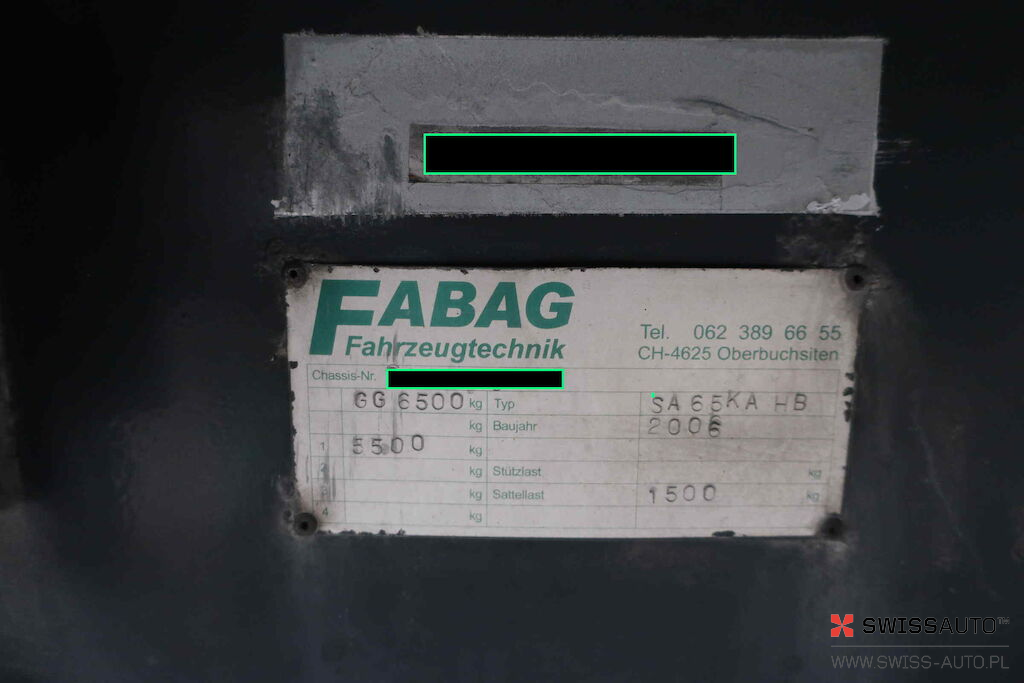 FABAG
Fahrzeugtechnik
Tel. 062 389 66 55
CH-4625 Oberbuchsiten
Chassis-Nr.
GG 6500 kg Typ SA 65 KA HB
kg Baujahr 2006
1 5500 kg
2 kg Stützlast kg
3 kg Sattellast 1500 kg
4 kg
SWISSAUTO™
WWW.SWISS-AUTO.PL